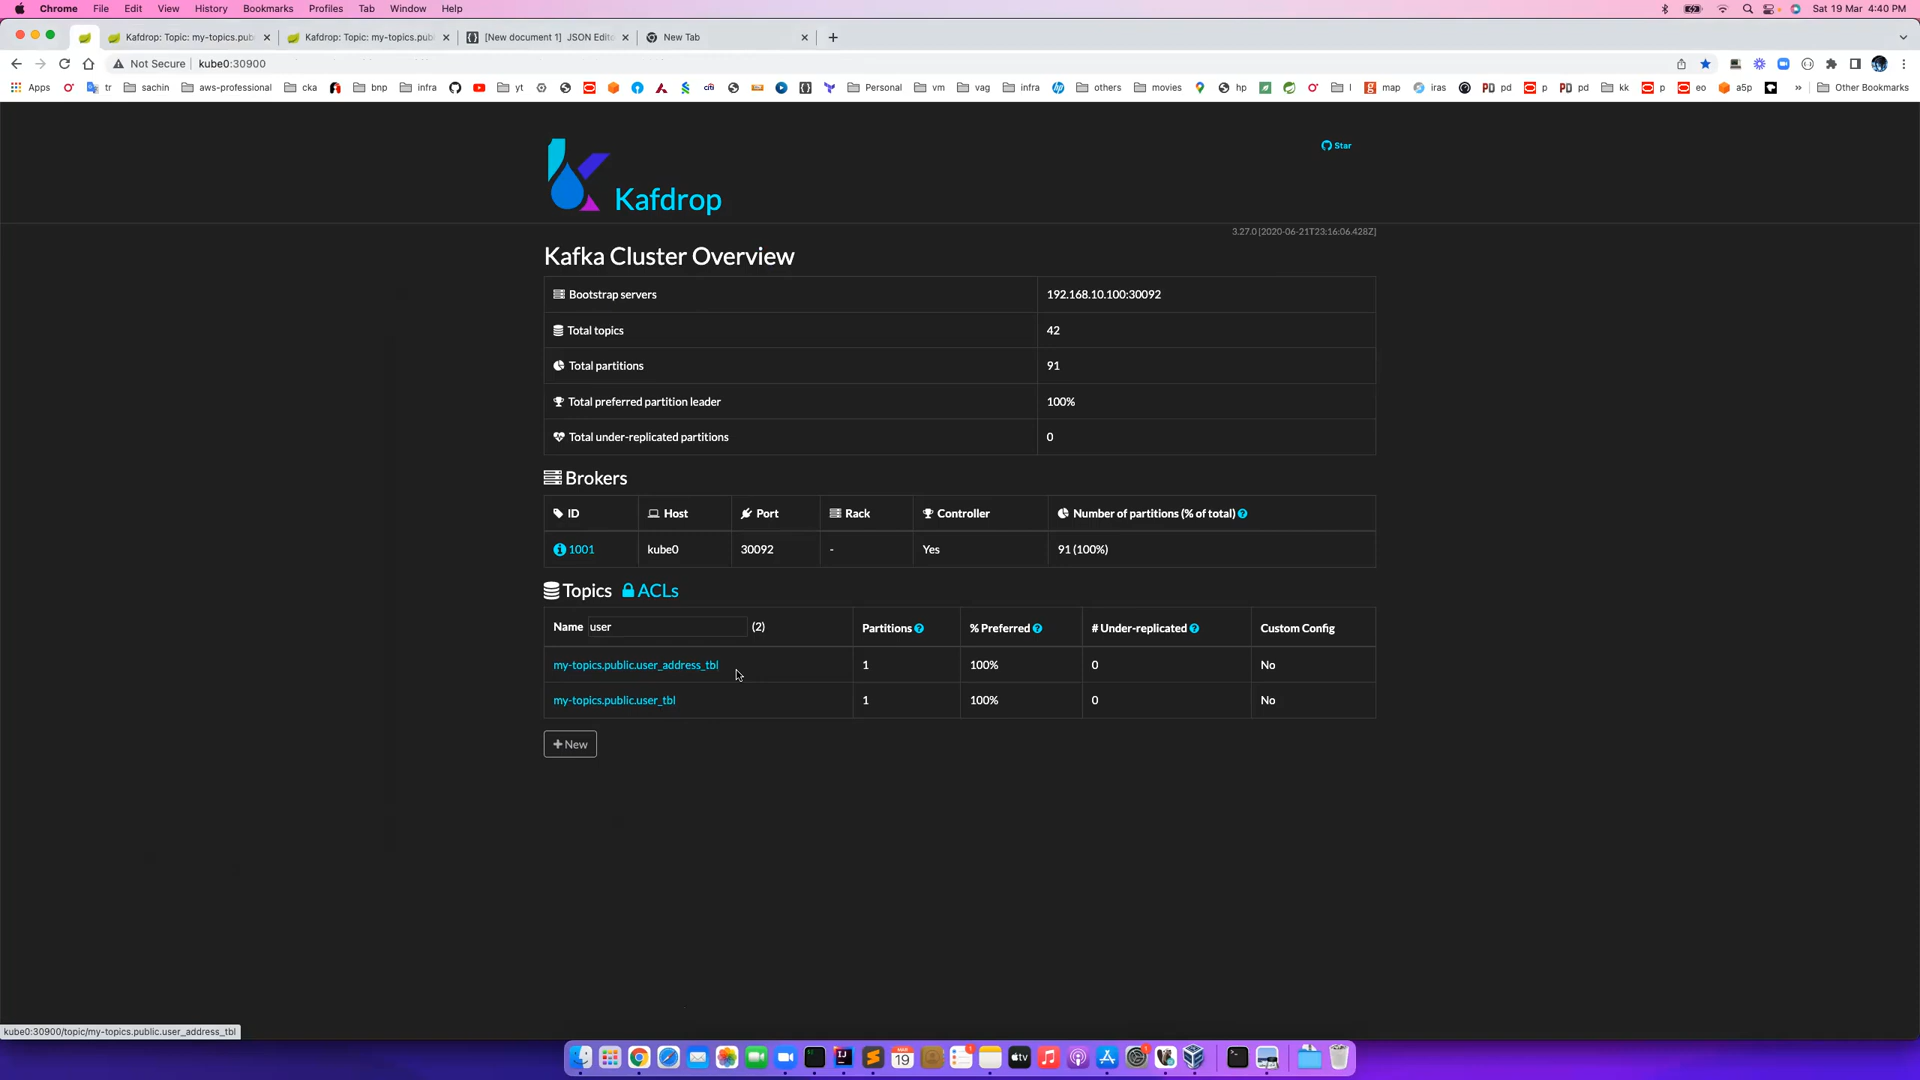 Chrome File Edit View History Bookmarks Profiles Tab Window Help Sat 19 Mar 4:40 PM
Kafdrop: Topic: my-topics.pub Kafdrop: Topic: my-topics.publ [New document 1] JSON Edit New Tab
Not Secure kube0:30900
Apps tr sachin aws-professional cka bnp infra yt citi Personal vm vag infra others movies hp l map iras PD pd p PD pd kk p eo a5p » Other Bookmarks
Star
Kafdrop
3.27.0 [2020-06-21T23:16:06.428Z]
Kafka Cluster Overview
Bootstrap servers 192.168.10.100:30092
Total topics 42
Total partitions 91
Total preferred partition leader 100%
Total under-replicated partitions 0
Brokers
ID Host Port Rack Controller Number of partitions (% of total)
1001 kube0 30092 - Yes 91 (100%)
Topics ACLs
Name user (2) Partitions % Preferred # Under-replicated Custom Config
my-topics.public.user_address_tbl 1 100% 0 No
my-topics.public.user_tbl 1 100% 0 No
+ New
kube0:30900/topic/my-topics.public.user_address_tbl
MAR 19 tv